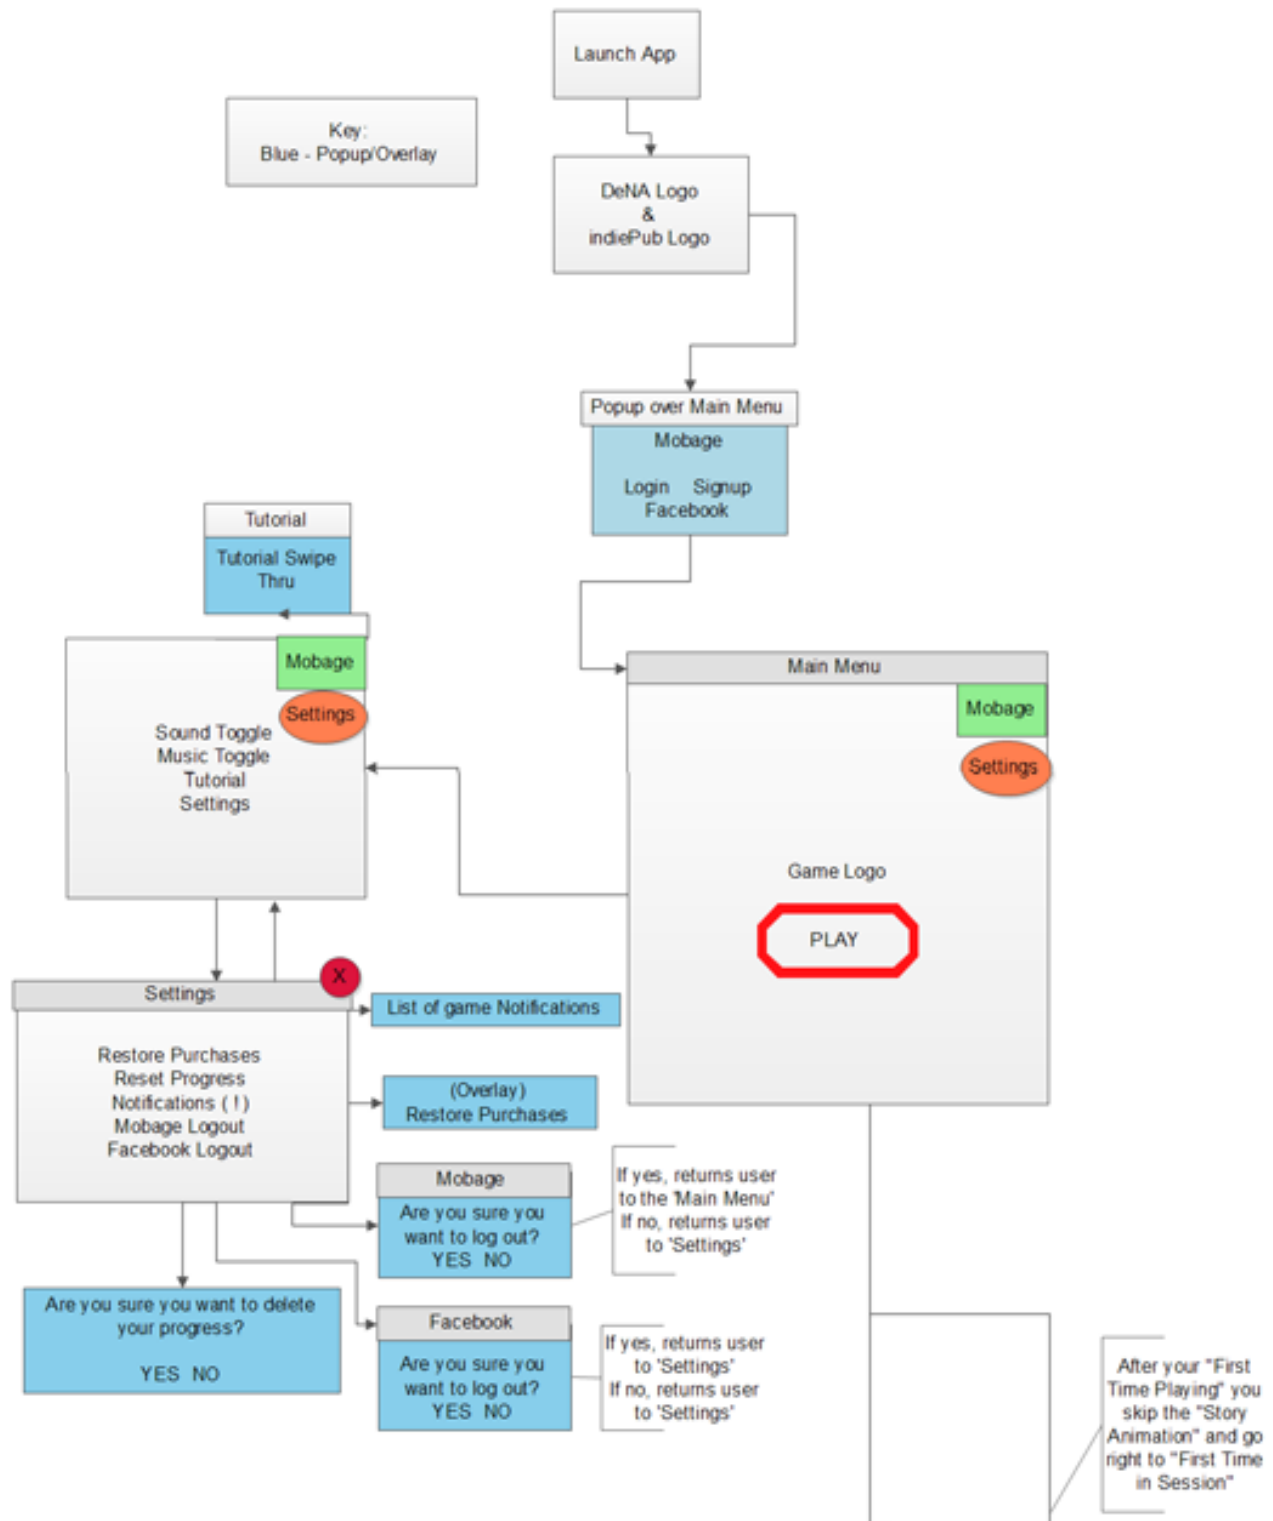 Launch App
Key:
Blue - Popup/Overlay
DeNA Logo
&
indiePub Logo
Popup over Main Menu
Mobage
Login Signup
Facebook
Tutorial
Tutorial Swipe
Thru
Mobage
Settings
Sound Toggle
Music Toggle
Tutorial
Settings
Main Menu
Mobage
Settings
Game Logo
PLAY
X
Settings
Restore Purchases
Reset Progress
Notifications ( ! )
Mobage Logout
Facebook Logout
List of game Notifications
(Overlay)
Restore Purchases
Mobage
Are you sure you
want to log out?
YES NO
If yes, returns user
to the 'Main Menu'
If no, returns user
to 'Settings'
Are you sure you want to delete
your progress?
YES NO
Facebook
Are you sure you
want to log out?
YES NO
If yes, returns user
to 'Settings'
If no, returns user
to 'Settings'
After your "First
Time Playing" you
skip the "Story
Animation" and go
right to "First Time
in Session"